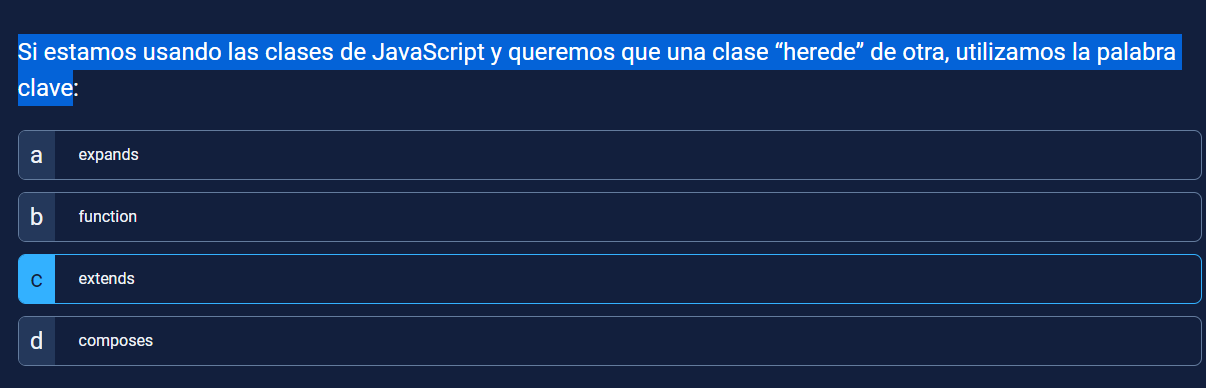 Si estamos usando las clases de JavaScript y queremos que una clase “herede” de otra, utilizamos la palabra
clave:
a expands
b function
c extends
d composes